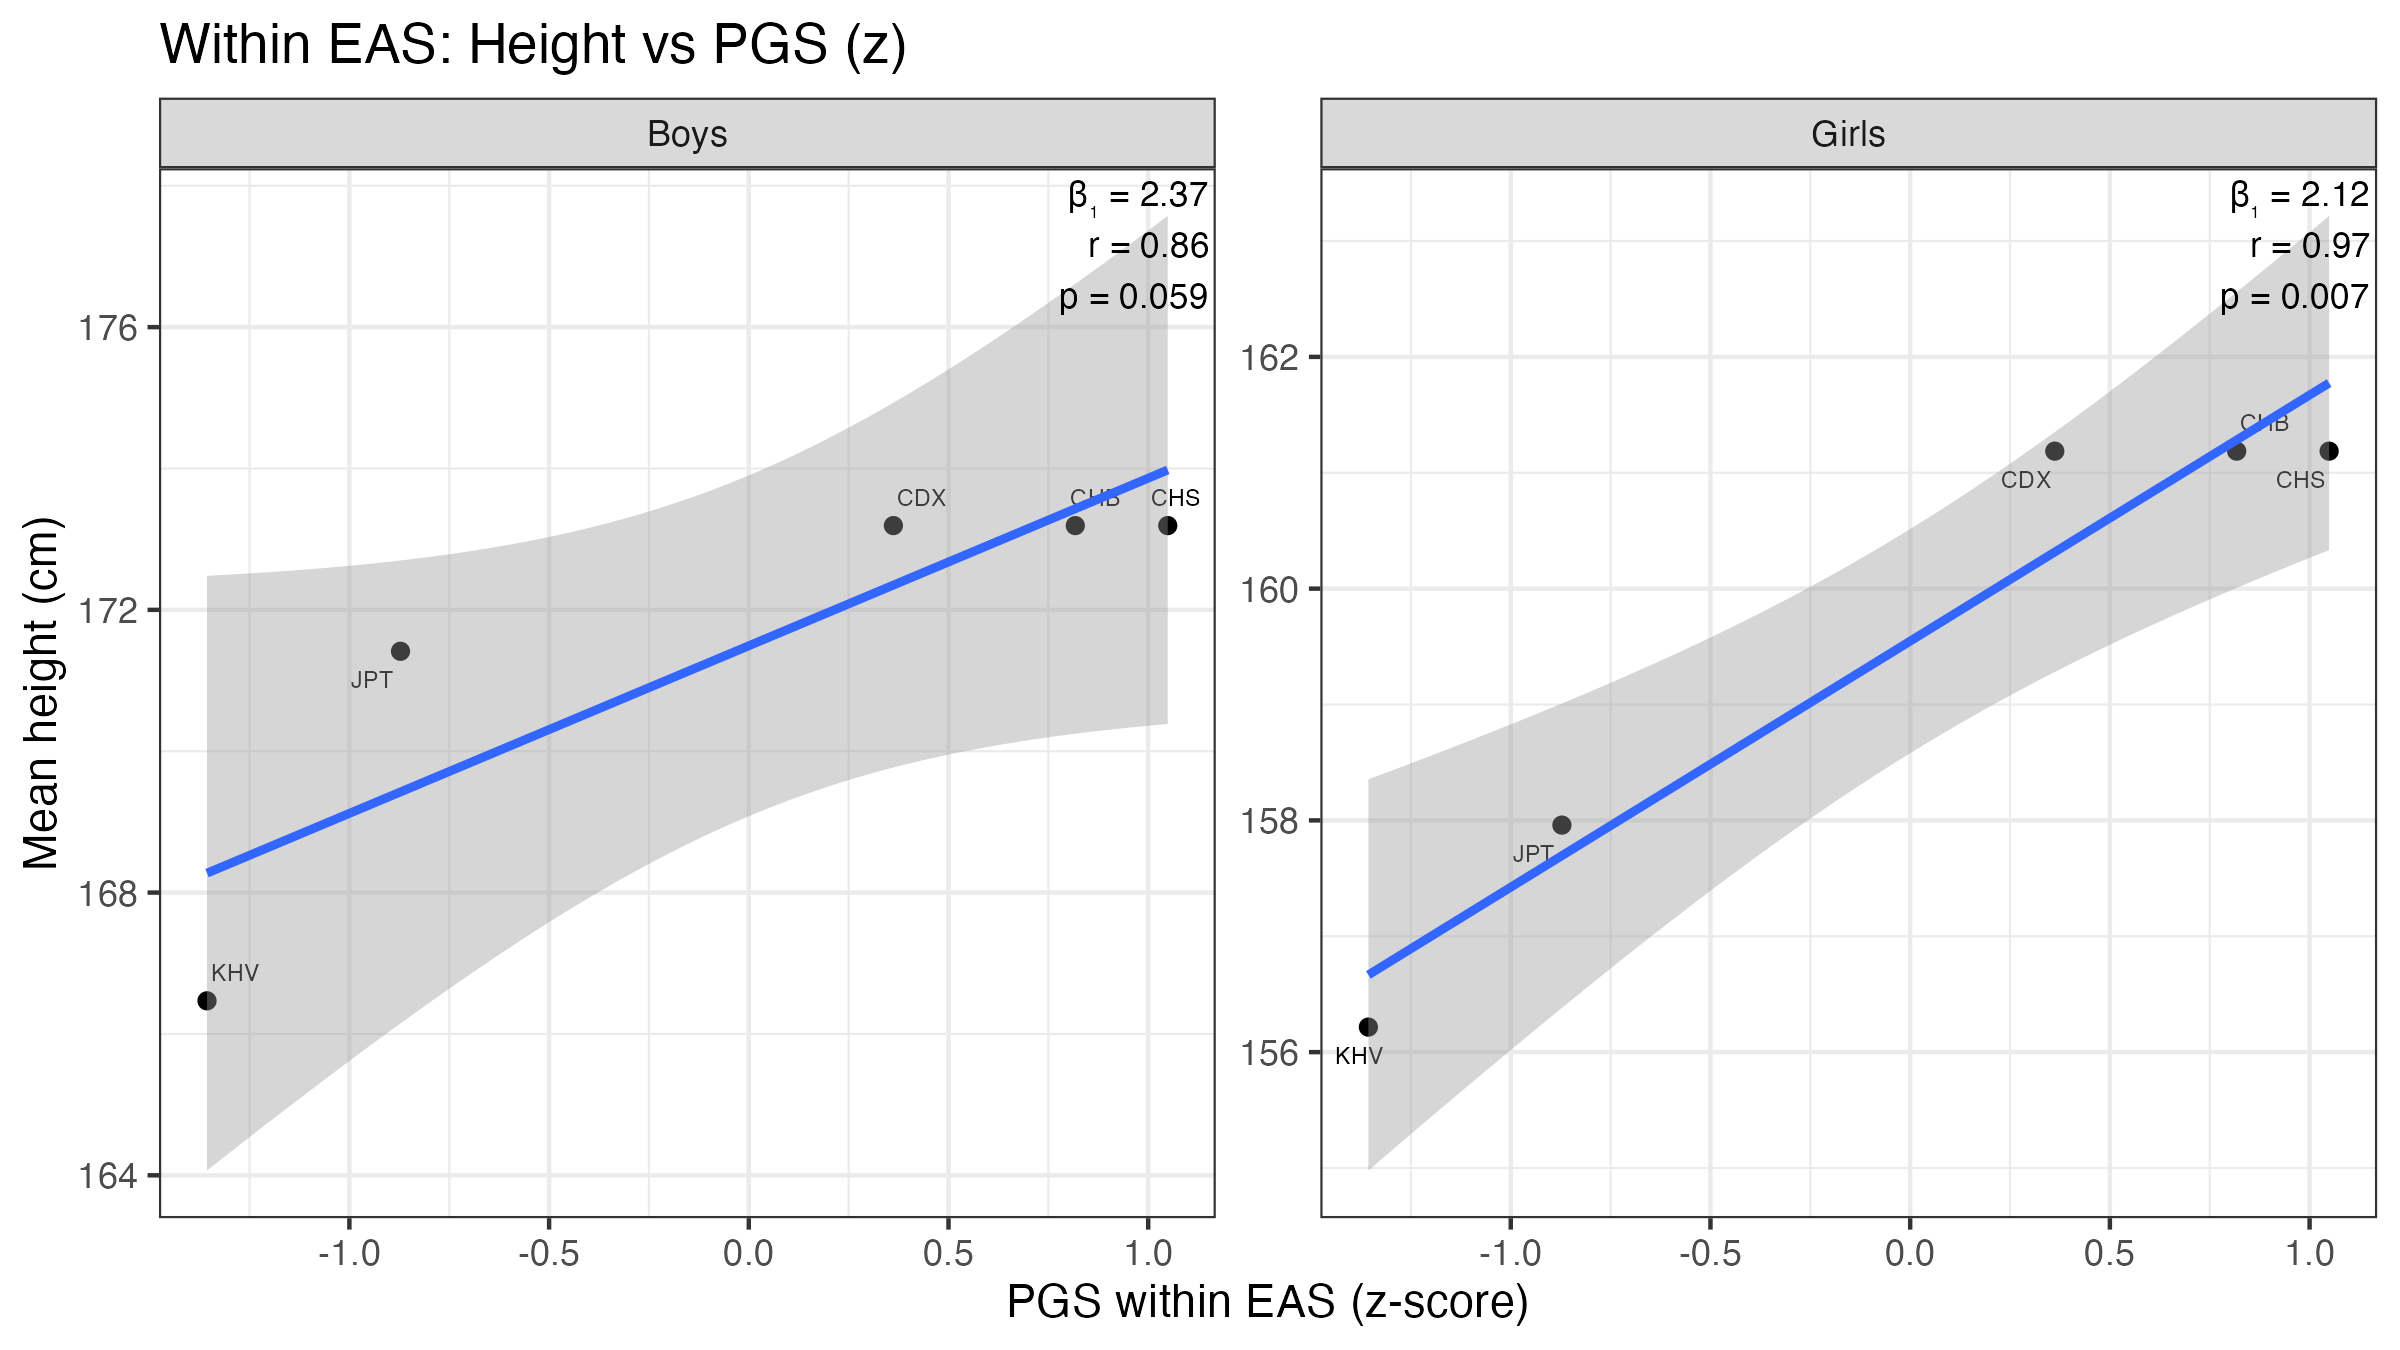 Within EAS: Height vs PGS (z)
Boys
β₁ = 2.37
r = 0.86
p = 0.059
176
172
168
164
Mean height (cm)
CDX
CHB
CHS
JPT
KHV
-1.0
-0.5
0.0
0.5
1.0
Girls
β₁ = 2.12
r = 0.97
p = 0.007
162
160
158
156
CHB
CDX
CHS
JPT
KHV
-1.0
-0.5
0.0
0.5
1.0
PGS within EAS (z-score)